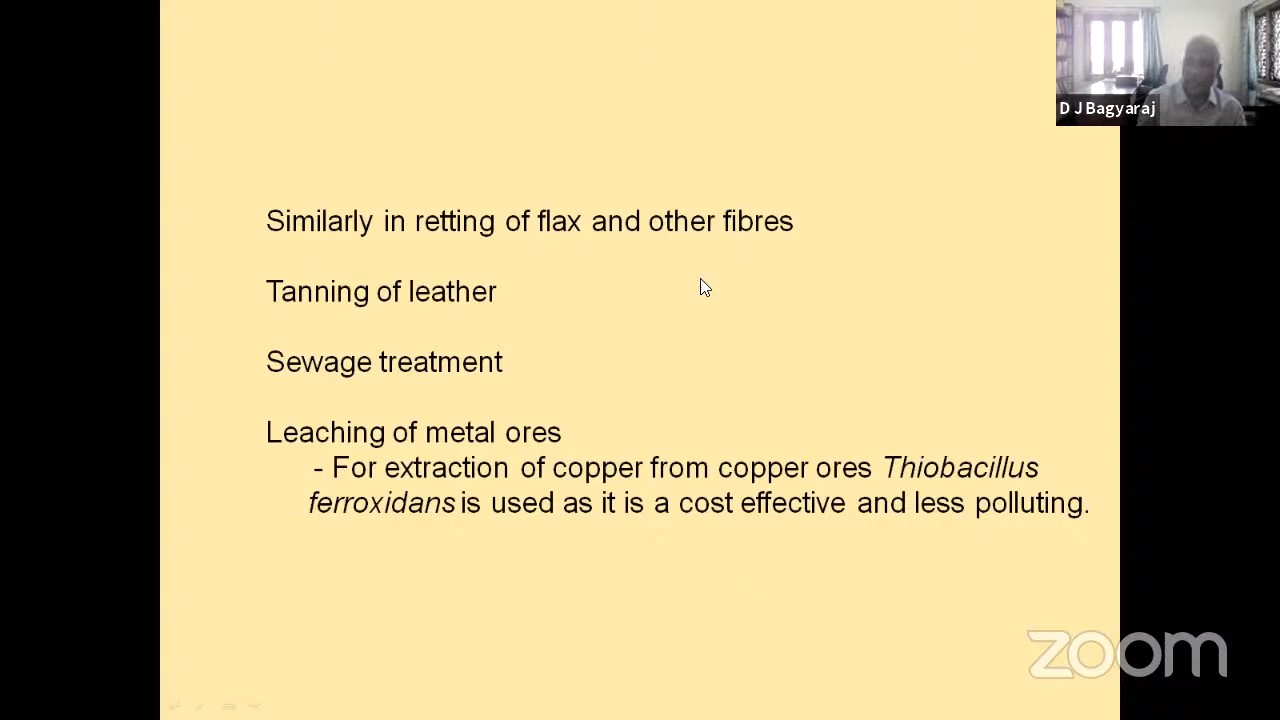 D J Bagyaraj
Similarly in retting of flax and other fibres
Tanning of leather
Sewage treatment
Leaching of metal ores
- For extraction of copper from copper ores Thiobacillus
ferroxidans is used as it is a cost effective and less polluting.
zoom